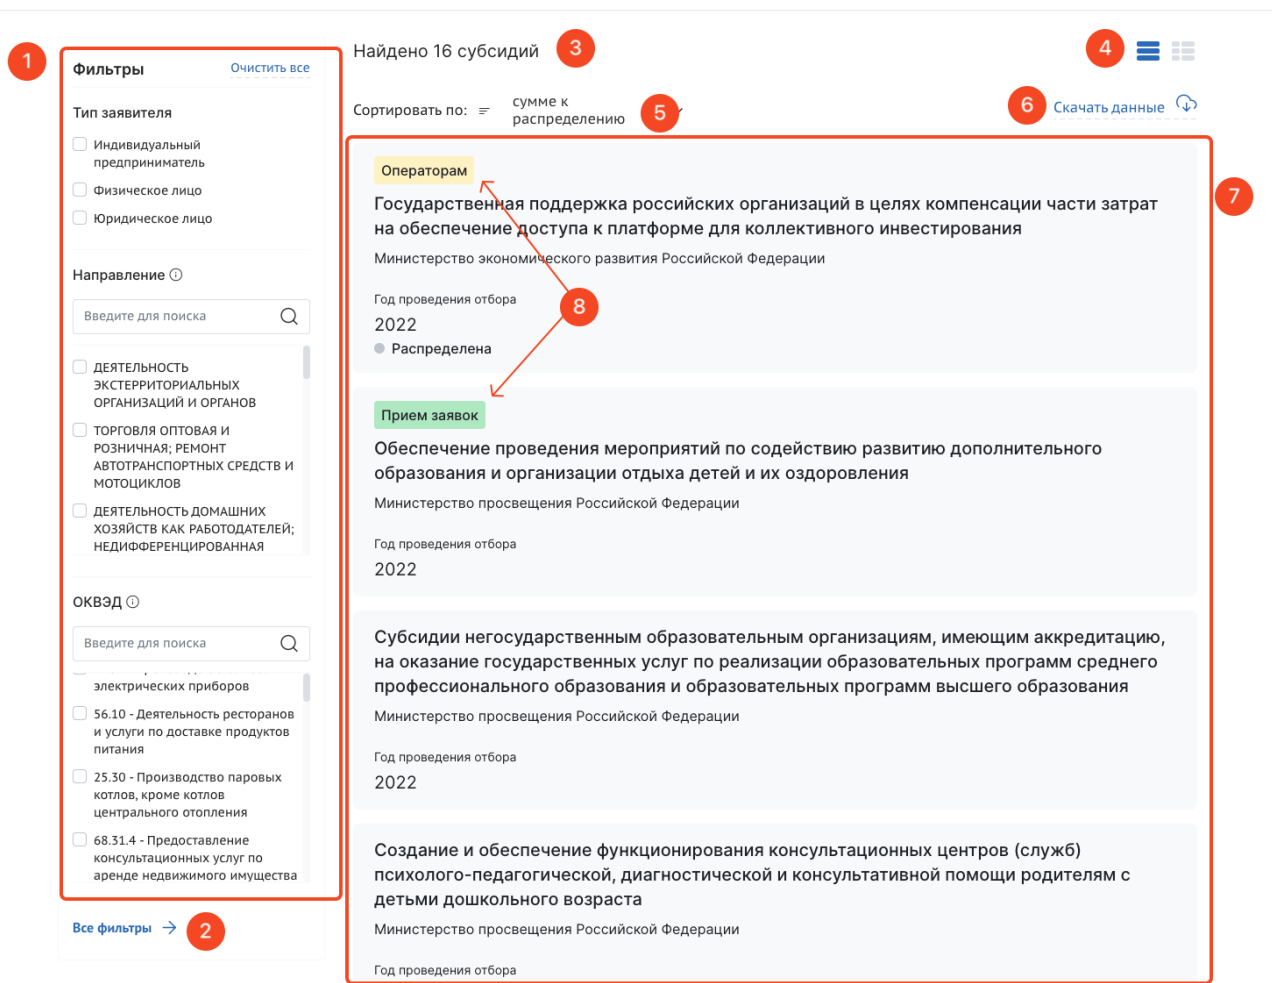 1
Фильтры
Очистить все
Тип заявителя
Индивидуальный
предприниматель
Физическое лицо
Юридическое лицо
Направление
Введите для поиска
ДЕЯТЕЛЬНОСТЬ
ЭКСТЕРРИТОРИАЛЬНЫХ
ОРГАНИЗАЦИЙ И ОРГАНОВ
ТОРГОВЛЯ ОПТОВАЯ И
РОЗНИЧНАЯ; РЕМОНТ
АВТОТРАНСПОРТНЫХ СРЕДСТВ И
МОТОЦИКЛОВ
ДЕЯТЕЛЬНОСТЬ ДОМАШНИХ
ХОЗЯЙСТВ КАК РАБОТОДАТЕЛЕЙ;
НЕДИФФЕРЕНЦИРОВАННАЯ
ОКВЭД
Введите для поиска
электрических приборов
56.10 - Деятельность ресторанов
и услуги по доставке продуктов
питания
25.30 - Производство паровых
котлов, кроме котлов
центрального отопления
68.31.4 - Предоставление
консультационных услуг по
аренде недвижимого имущества
Все фильтры
2
Найдено 16 субсидий
3
4
Сортировать по:
сумме к
распределению
5
6
Скачать данные
7
Операторам
Государственная поддержка российских организаций в целях компенсации части затрат
на обеспечение доступа к платформе для коллективного инвестирования
Министерство экономического развития Российской Федерации
Год проведения отбора
2022
Распределена
8
Прием заявок
Обеспечение проведения мероприятий по содействию развитию дополнительного
образования и организации отдыха детей и их оздоровления
Министерство просвещения Российской Федерации
Год проведения отбора
2022
Субсидии негосударственным образовательным организациям, имеющим аккредитацию,
на оказание государственных услуг по реализации образовательных программ среднего
профессионального образования и образовательных программ высшего образования
Министерство просвещения Российской Федерации
Год проведения отбора
2022
Создание и обеспечение функционирования консультационных центров (служб)
психолого-педагогической, диагностической и консультативной помощи родителям с
детьми дошкольного возраста
Министерство просвещения Российской Федерации
Год проведения отбора